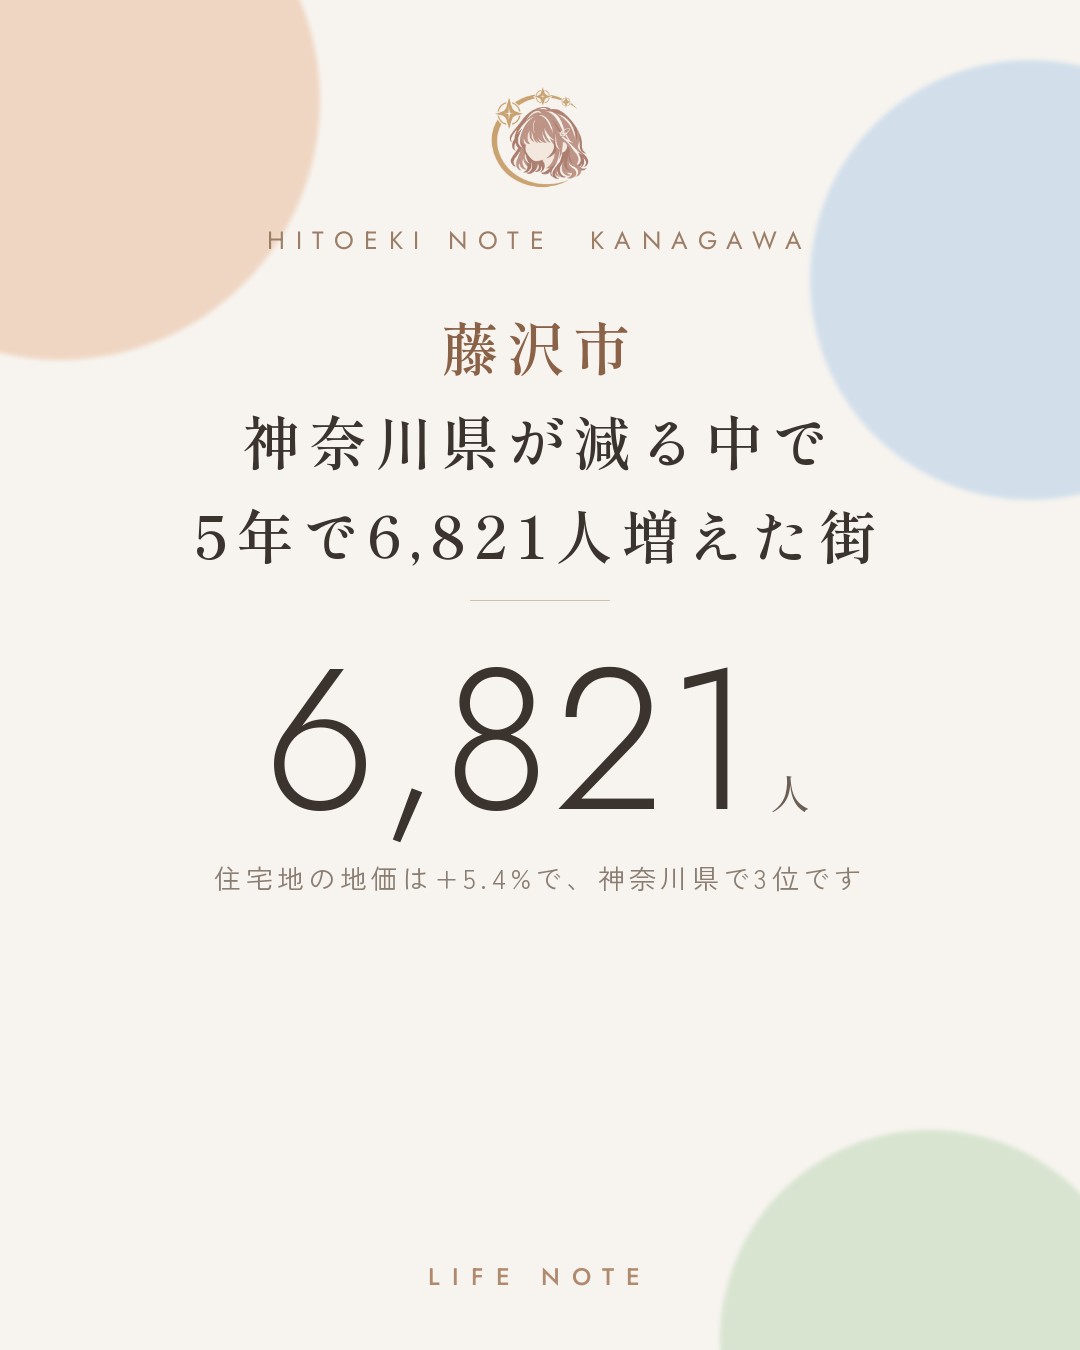 HITOEKI NOTE KANAGAWA
藤沢市
神奈川県が減る中で
5年で6,821人増えた街
6,821人
住宅地の地価は+5.4%で、神奈川県で3位です
LIFE NOTE